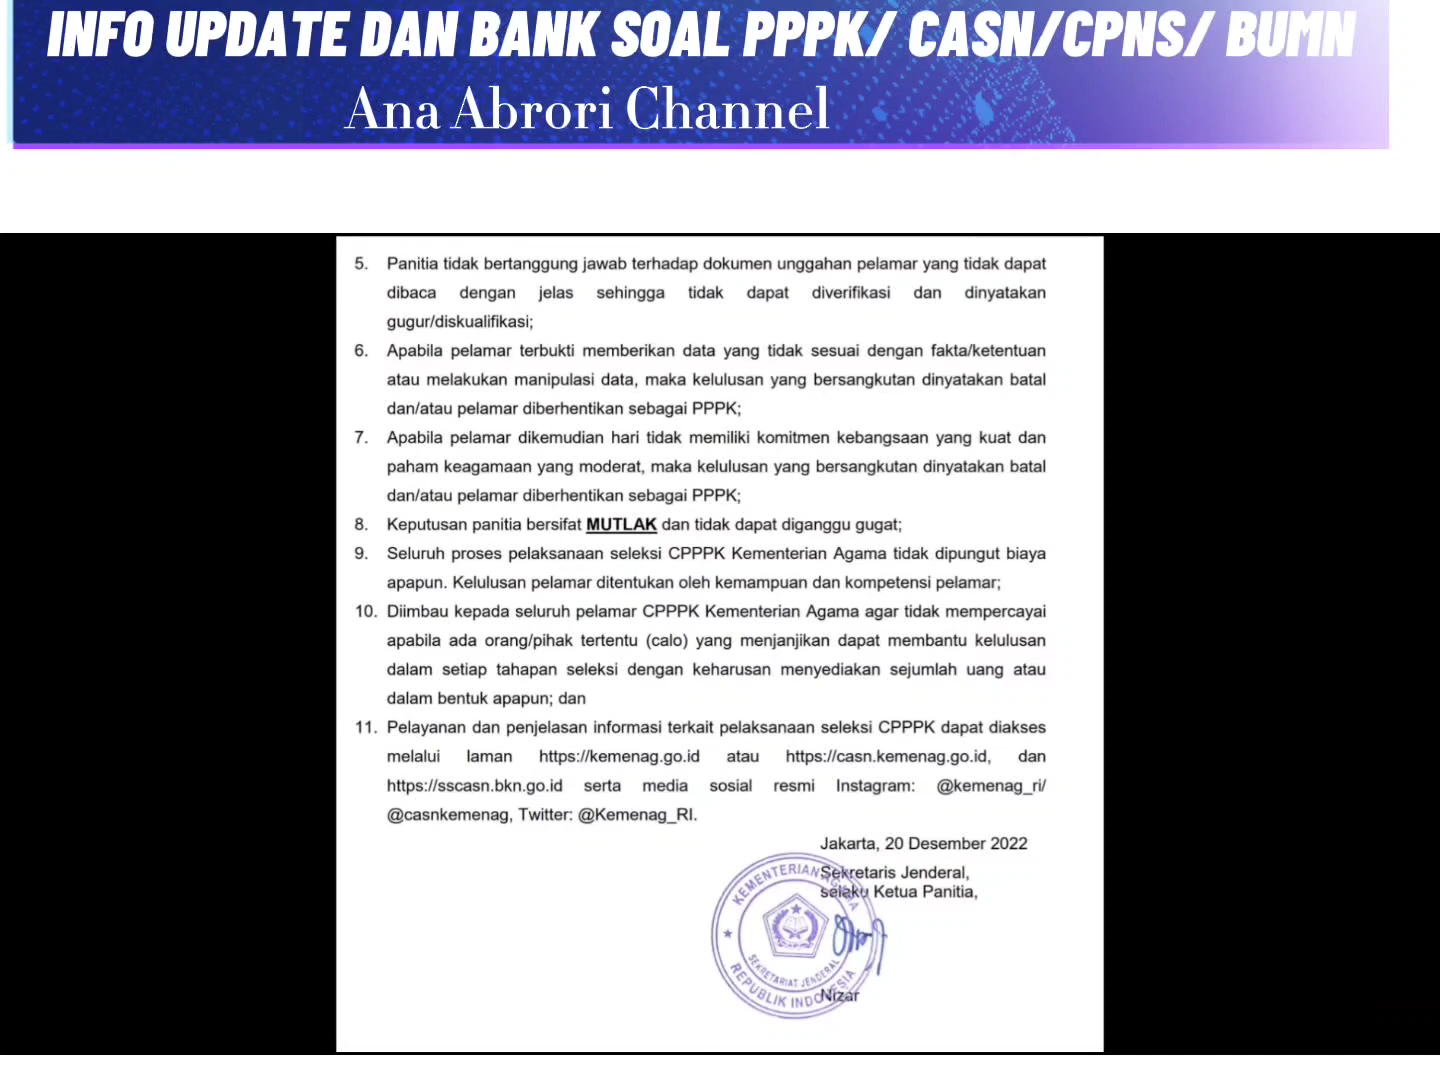 INFO UPDATE DAN BANK SOAL PPPK/ CASN/CPNS/ BUMN
Ana Abrori Channel
5. Panitia tidak bertanggung jawab terhadap dokumen unggahan pelamar yang tidak dapat
dibaca dengan jelas sehingga tidak dapat diverifikasi dan dinyatakan
gugur/diskualifikasi;
6. Apabila pelamar terbukti memberikan data yang tidak sesuai dengan fakta/ketentuan
atau melakukan manipulasi data, maka kelulusan yang bersangkutan dinyatakan batal
dan/atau pelamar diberhentikan sebagai PPPK;
7. Apabila pelamar dikemudian hari tidak memiliki komitmen kebangsaan yang kuat dan
paham keagamaan yang moderat, maka kelulusan yang bersangkutan dinyatakan batal
dan/atau pelamar diberhentikan sebagai PPPK;
8. Keputusan panitia bersifat MUTLAK dan tidak dapat diganggu gugat;
9. Seluruh proses pelaksanaan seleksi CPPPK Kementerian Agama tidak dipungut biaya
apapun. Kelulusan pelamar ditentukan oleh kemampuan dan kompetensi pelamar;
10. Diimbau kepada seluruh pelamar CPPPK Kementerian Agama agar tidak mempercayai
apabila ada orang/pihak tertentu (calo) yang menjanjikan dapat membantu kelulusan
dalam setiap tahapan seleksi dengan keharusan menyediakan sejumlah uang atau
dalam bentuk apapun; dan
11. Pelayanan dan penjelasan informasi terkait pelaksanaan seleksi CPPPK dapat diakses
melalui laman https://kemenag.go.id atau https://casn.kemenag.go.id, dan
https://sscasn.bkn.go.id serta media sosial resmi Instagram: @kemenag_ri/
@casnkemenag, Twitter: @Kemenag_RI.
Jakarta, 20 Desember 2022
Sekretaris Jenderal,
selaku Ketua Panitia,
KEMENTERIAN AGAMA
SEKRETARIAT JENDERAL
REPUBLIK INDONESIA
Nizar